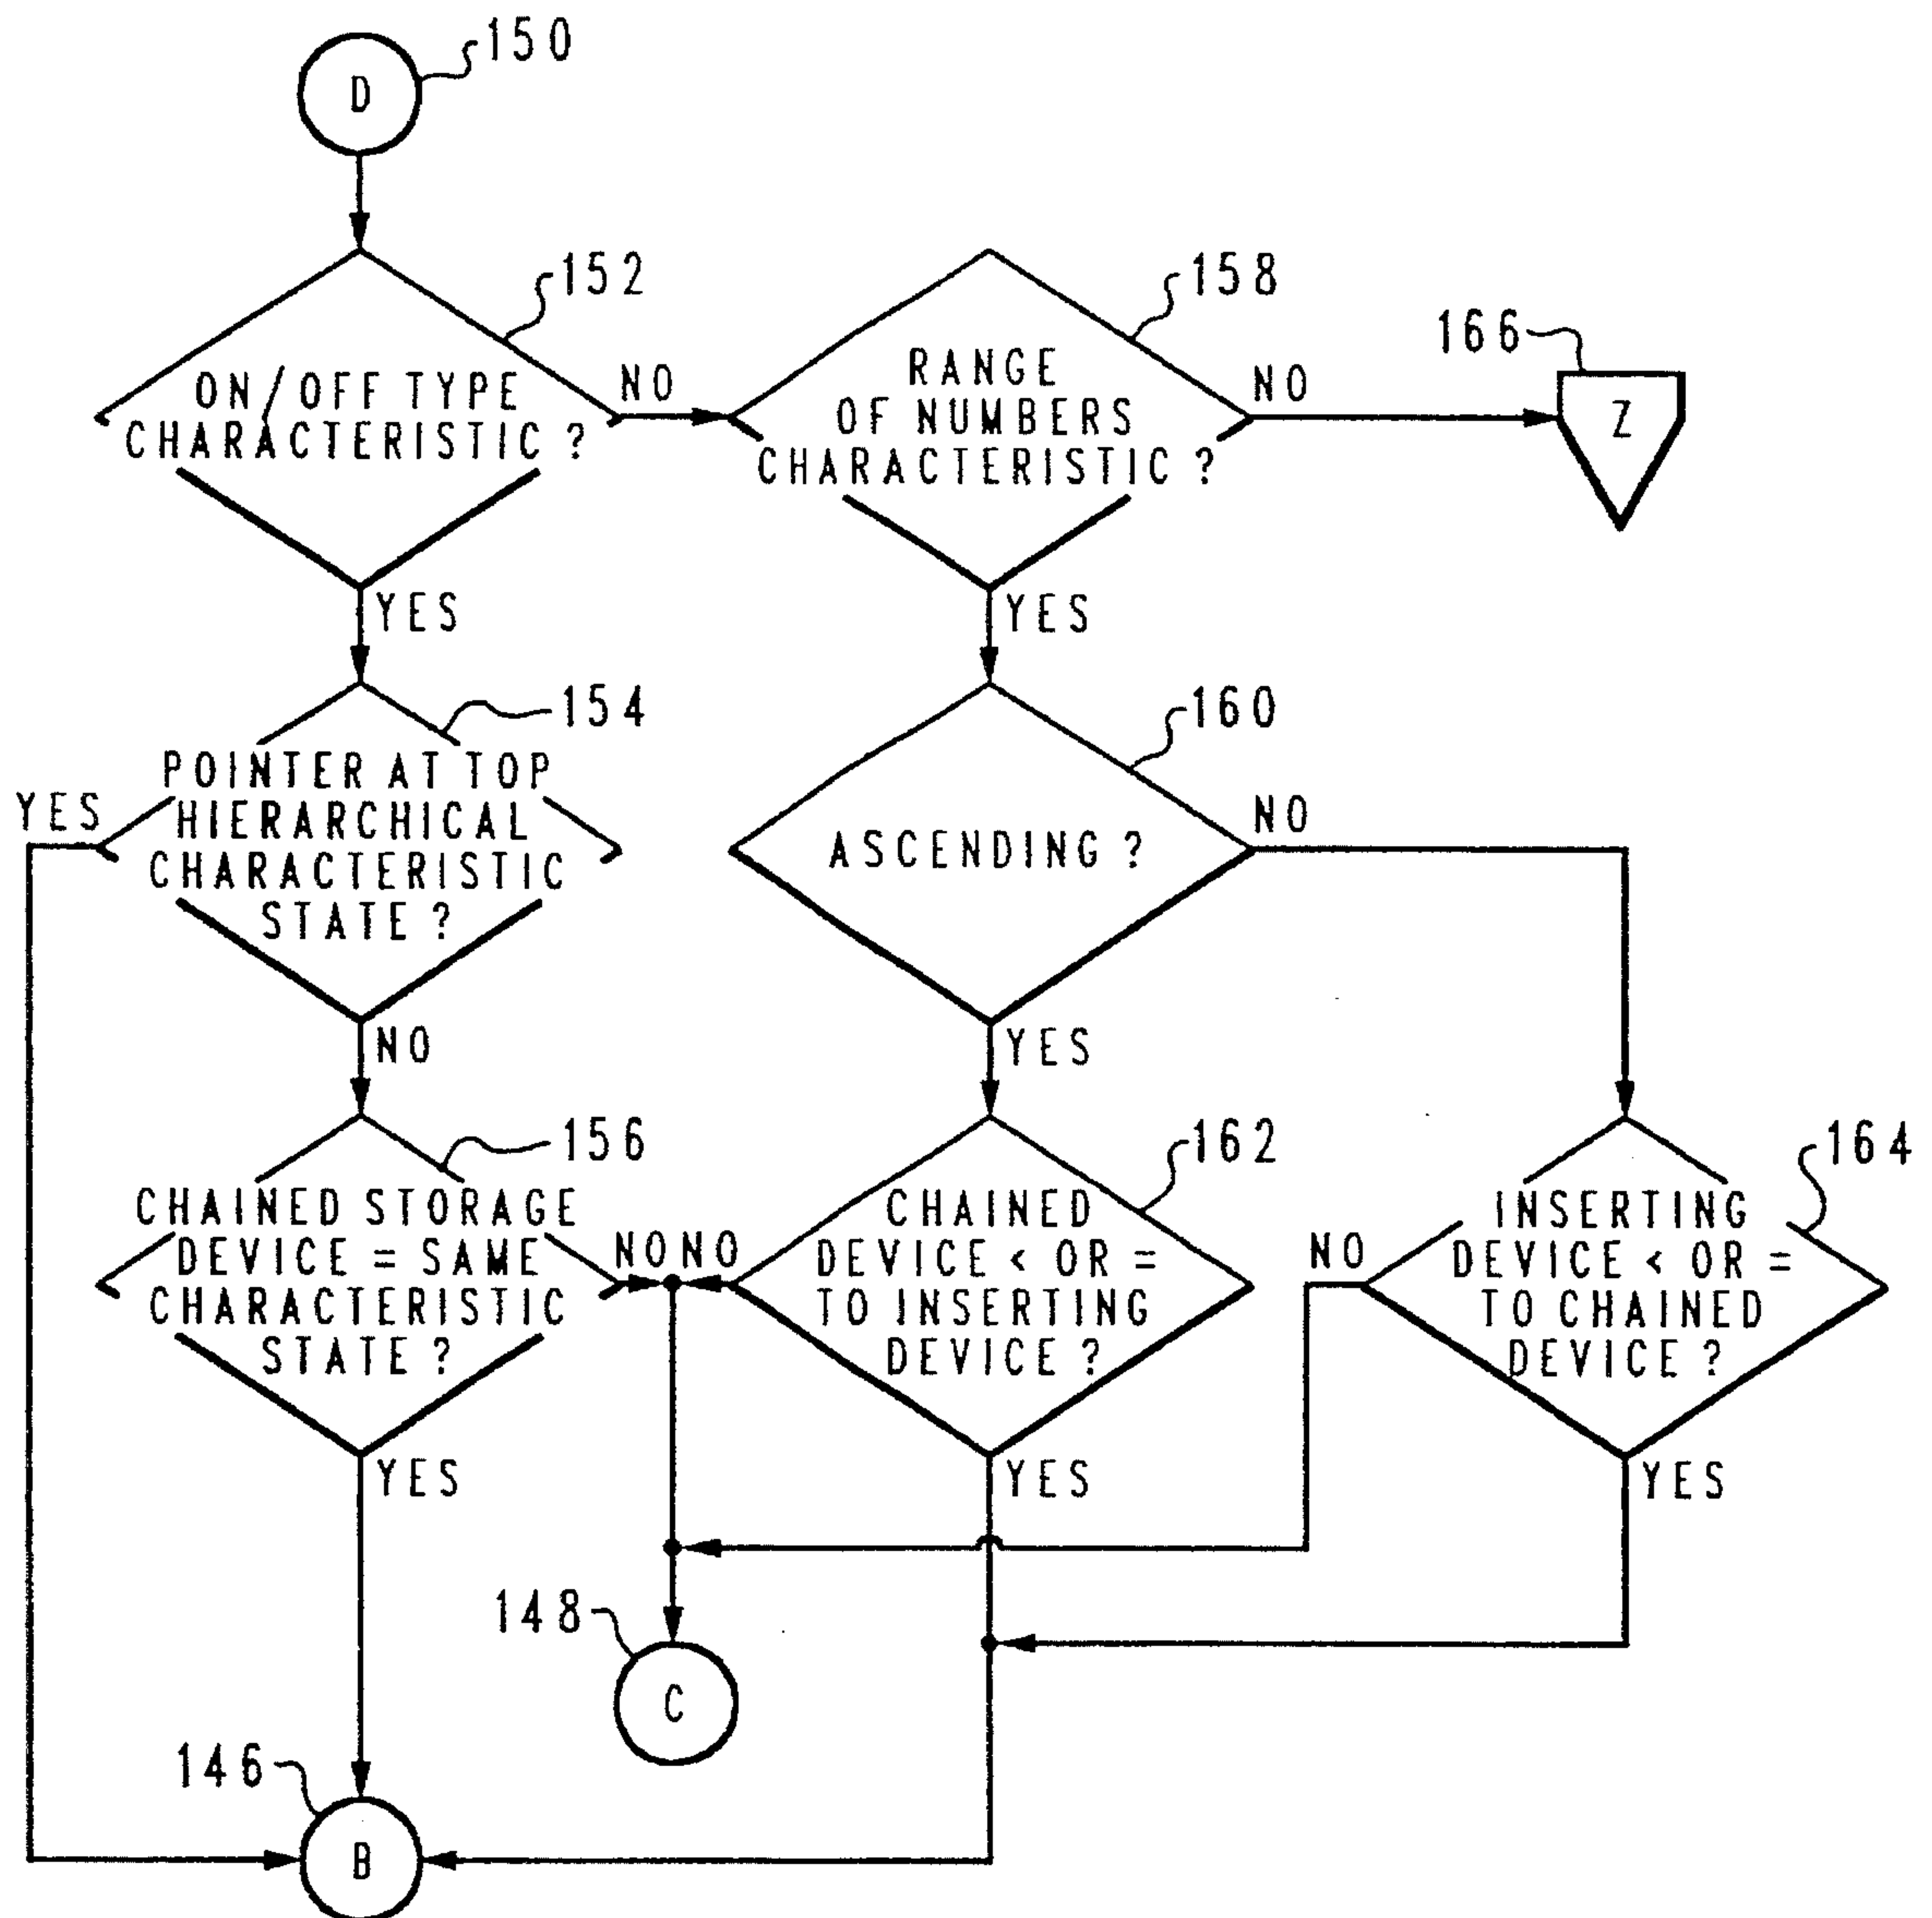 150
D
152
158
166
ON/OFF TYPE
CHARACTERISTIC ?
NO
RANGE
OF NUMBERS
CHARACTERISTIC ?
NO
Z
YES
YES
154
160
POINTER AT TOP
HIERARCHICAL
CHARACTERISTIC
STATE ?
YES
ASCENDING ?
NO
NO
YES
156
162
164
CHAINED STORAGE
DEVICE = SAME
CHARACTERISTIC
STATE ?
NO
NO
CHAINED
DEVICE < OR =
TO INSERTING
DEVICE ?
NO
INSERTING
DEVICE < OR =
TO CHAINED
DEVICE ?
YES
YES
YES
148
C
146
B